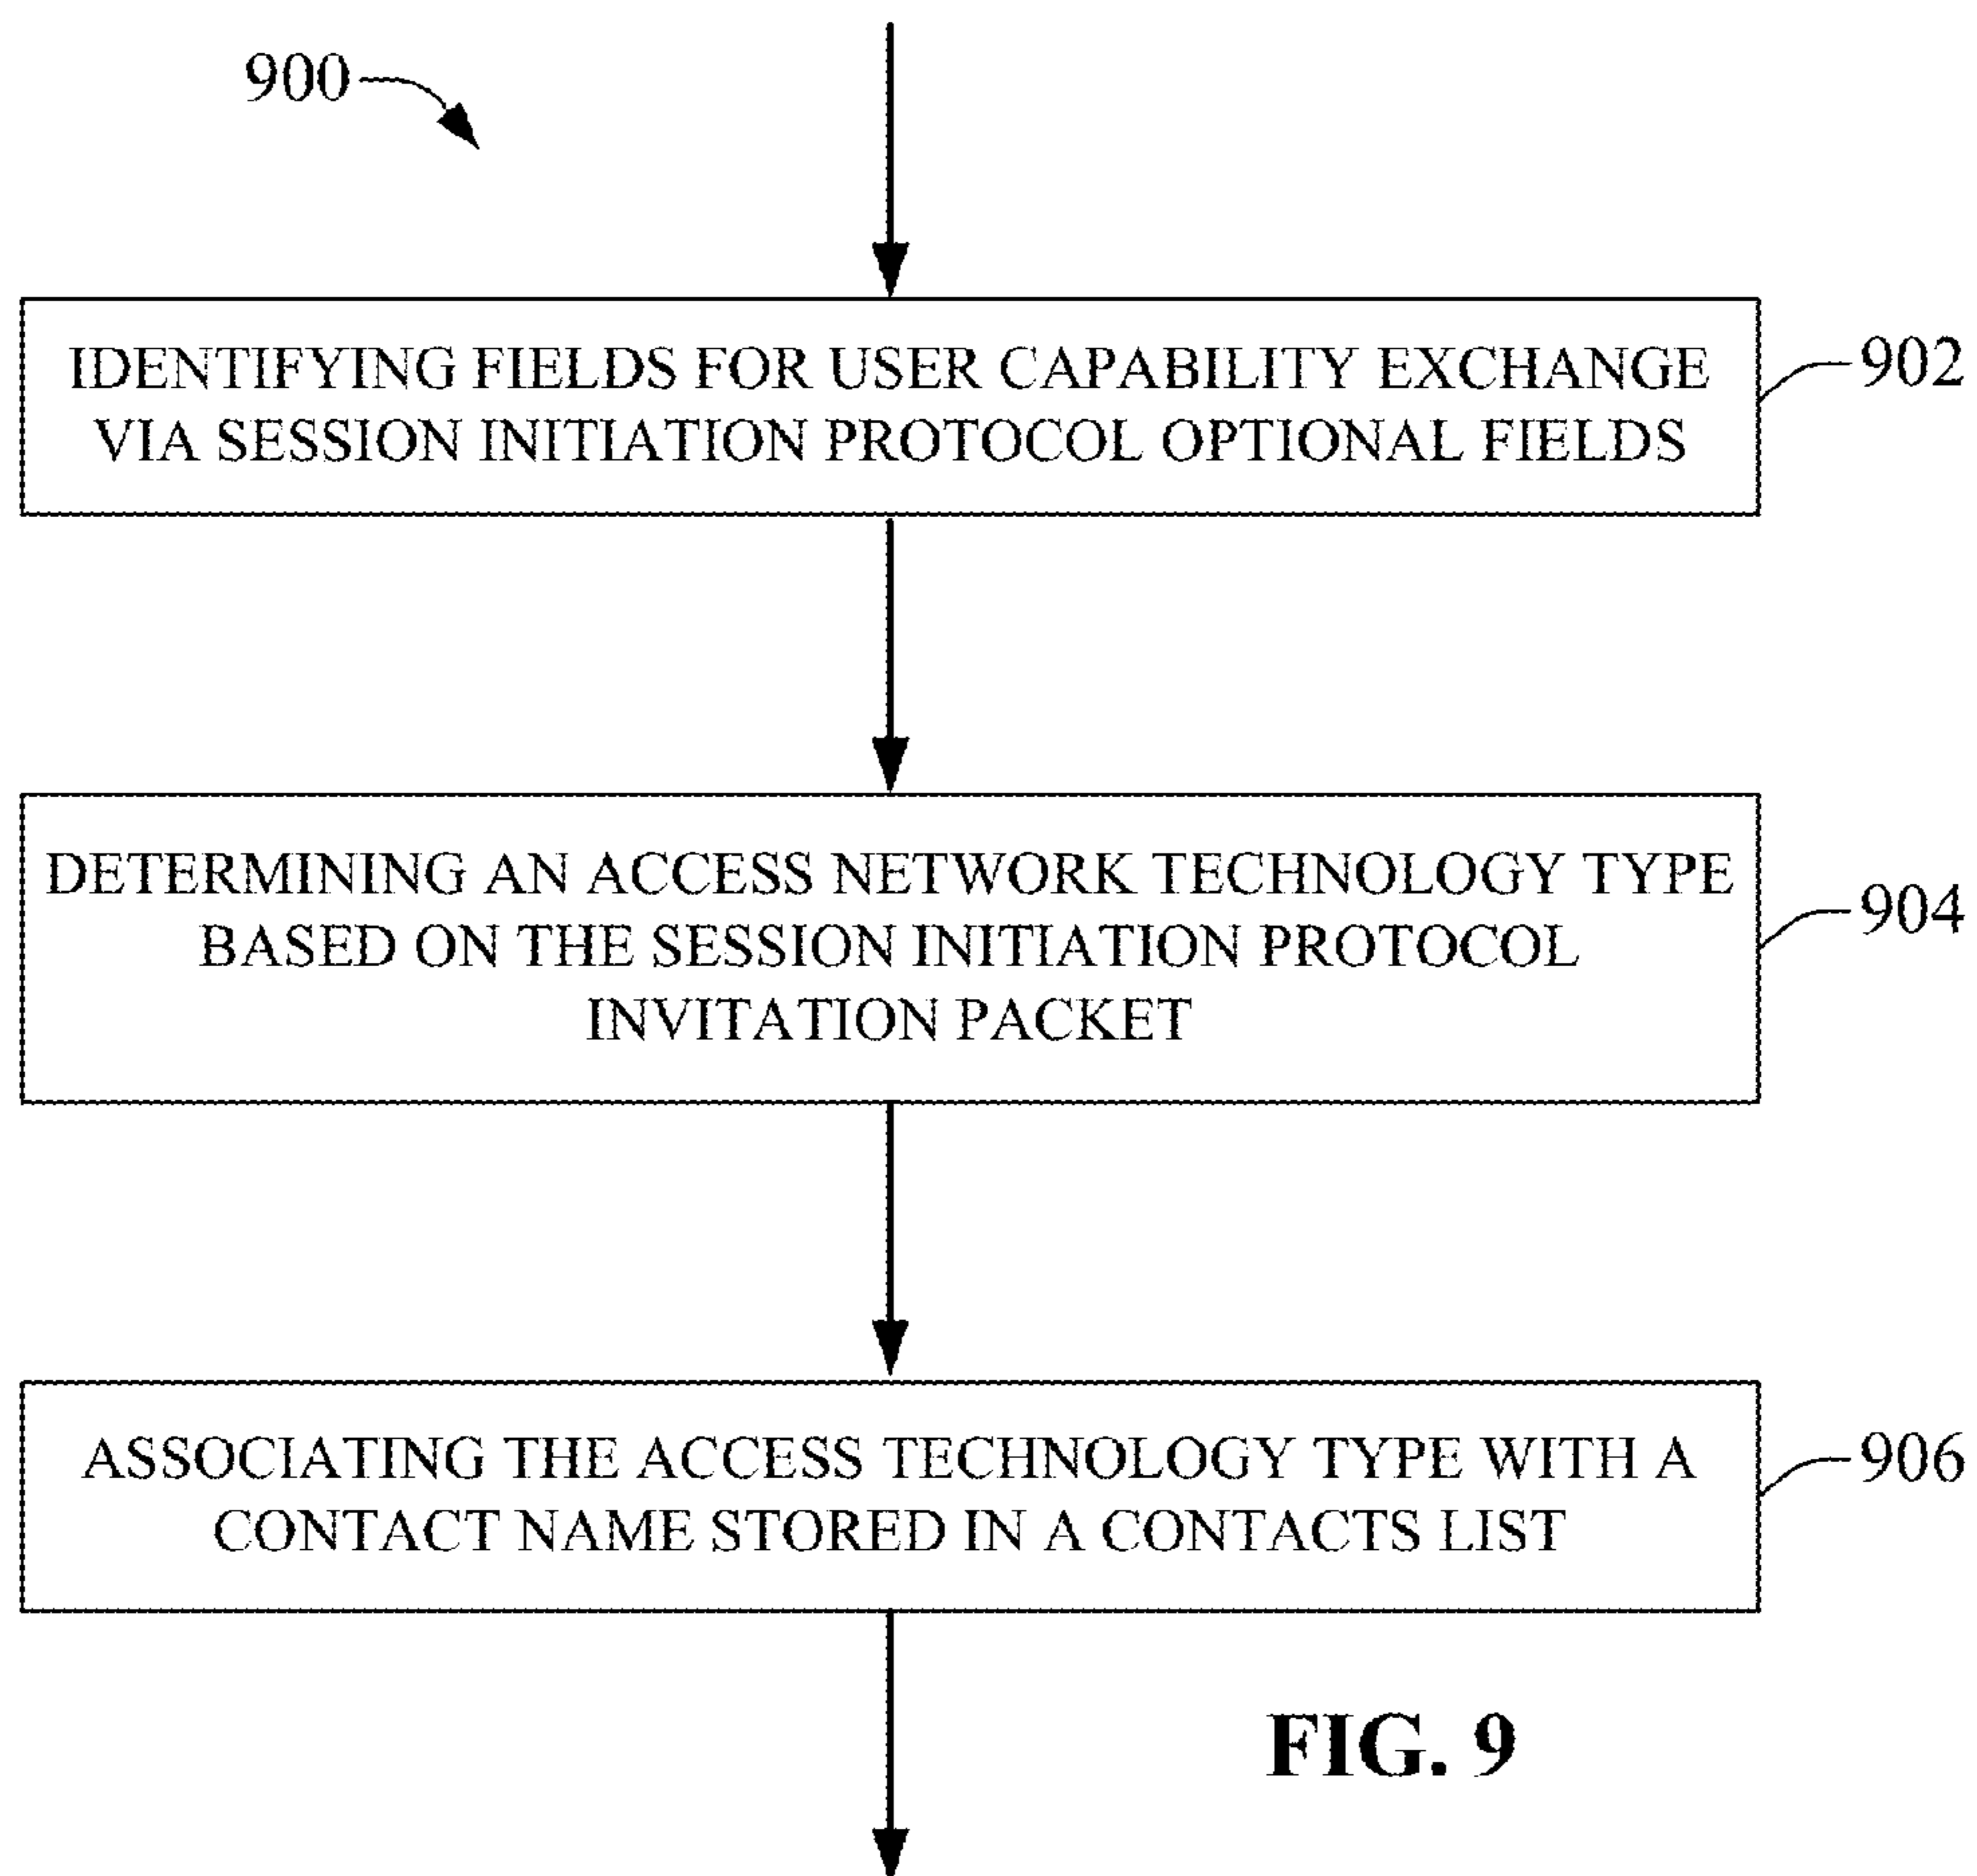 900
IDENTIFYING FIELDS FOR USER CAPABILITY EXCHANGE
VIA SESSION INITIATION PROTOCOL OPTIONAL FIELDS
902
DETERMINING AN ACCESS NETWORK TECHNOLOGY TYPE
BASED ON THE SESSION INITIATION PROTOCOL
INVITATION PACKET
904
ASSOCIATING THE ACCESS TECHNOLOGY TYPE WITH A
CONTACT NAME STORED IN A CONTACTS LIST
906
FIG. 9